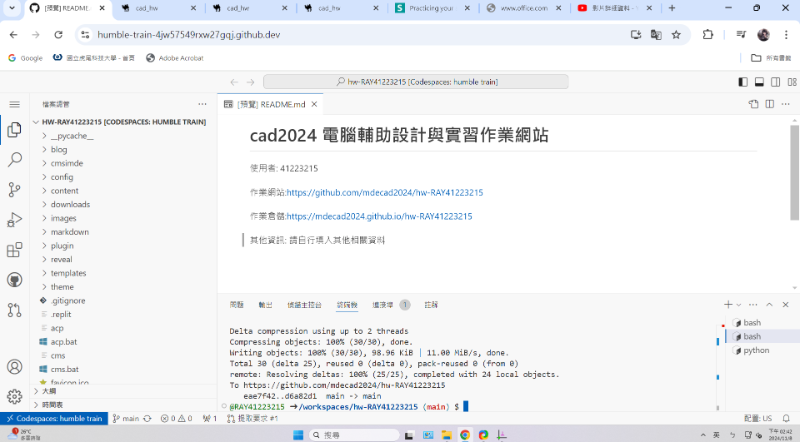 [預覽] README.md
cad_hw
cad_hw
cad_hw
Practicing your
www.office.com
影片詳細資料 -
humble-train-4jw57549rxw27gqj.github.dev
Google
國立虎尾科技大學 - 首頁
Adobe Acrobat
所有書籤
hw-RAY41223215 [Codespaces: humble train]
檔案總管
HW-RAY41223215 [CODESPACES: HUMBLE TRAIN]
__pycache__
blog
cmsimde
config
content
downloads
images
markdown
plugin
reveal
templates
theme
.gitignore
.replit
acp
acp.bat
cms
cms.bat
favicon.ico
大綱
時間表
[預覽] README.md
cad2024 電腦輔助設計與實習作業網站
使用者: 41223215
作業網站:https://github.com/mdecad2024/hw-RAY41223215
作業倉儲:https://mdecad2024.github.io/hw-RAY41223215
其他資訊: 請自行填入其他相關資料
問題 輸出 偵錯主控台 終端機 連接埠 1 註解
Delta compression using up to 2 threads
Compressing objects: 100% (30/30), done.
Writing objects: 100% (30/30), 98.96 KiB | 11.00 MiB/s, done.
Total 30 (delta 25), reused 0 (delta 0), pack-reused 0 (from 0)
remote: Resolving deltas: 100% (25/25), completed with 24 local objects.
To https://github.com/mdecad2024/hw-RAY41223215
eae7f42..d6a82d1 main -> main
@RAY41223215 →/workspaces/hw-RAY41223215 (main) $
bash
bash
python
Codespaces: humble train
main
0 0
1
提取要求 #1
配置: US
26°C
搜尋
英
下午 02:42
2024/11/8